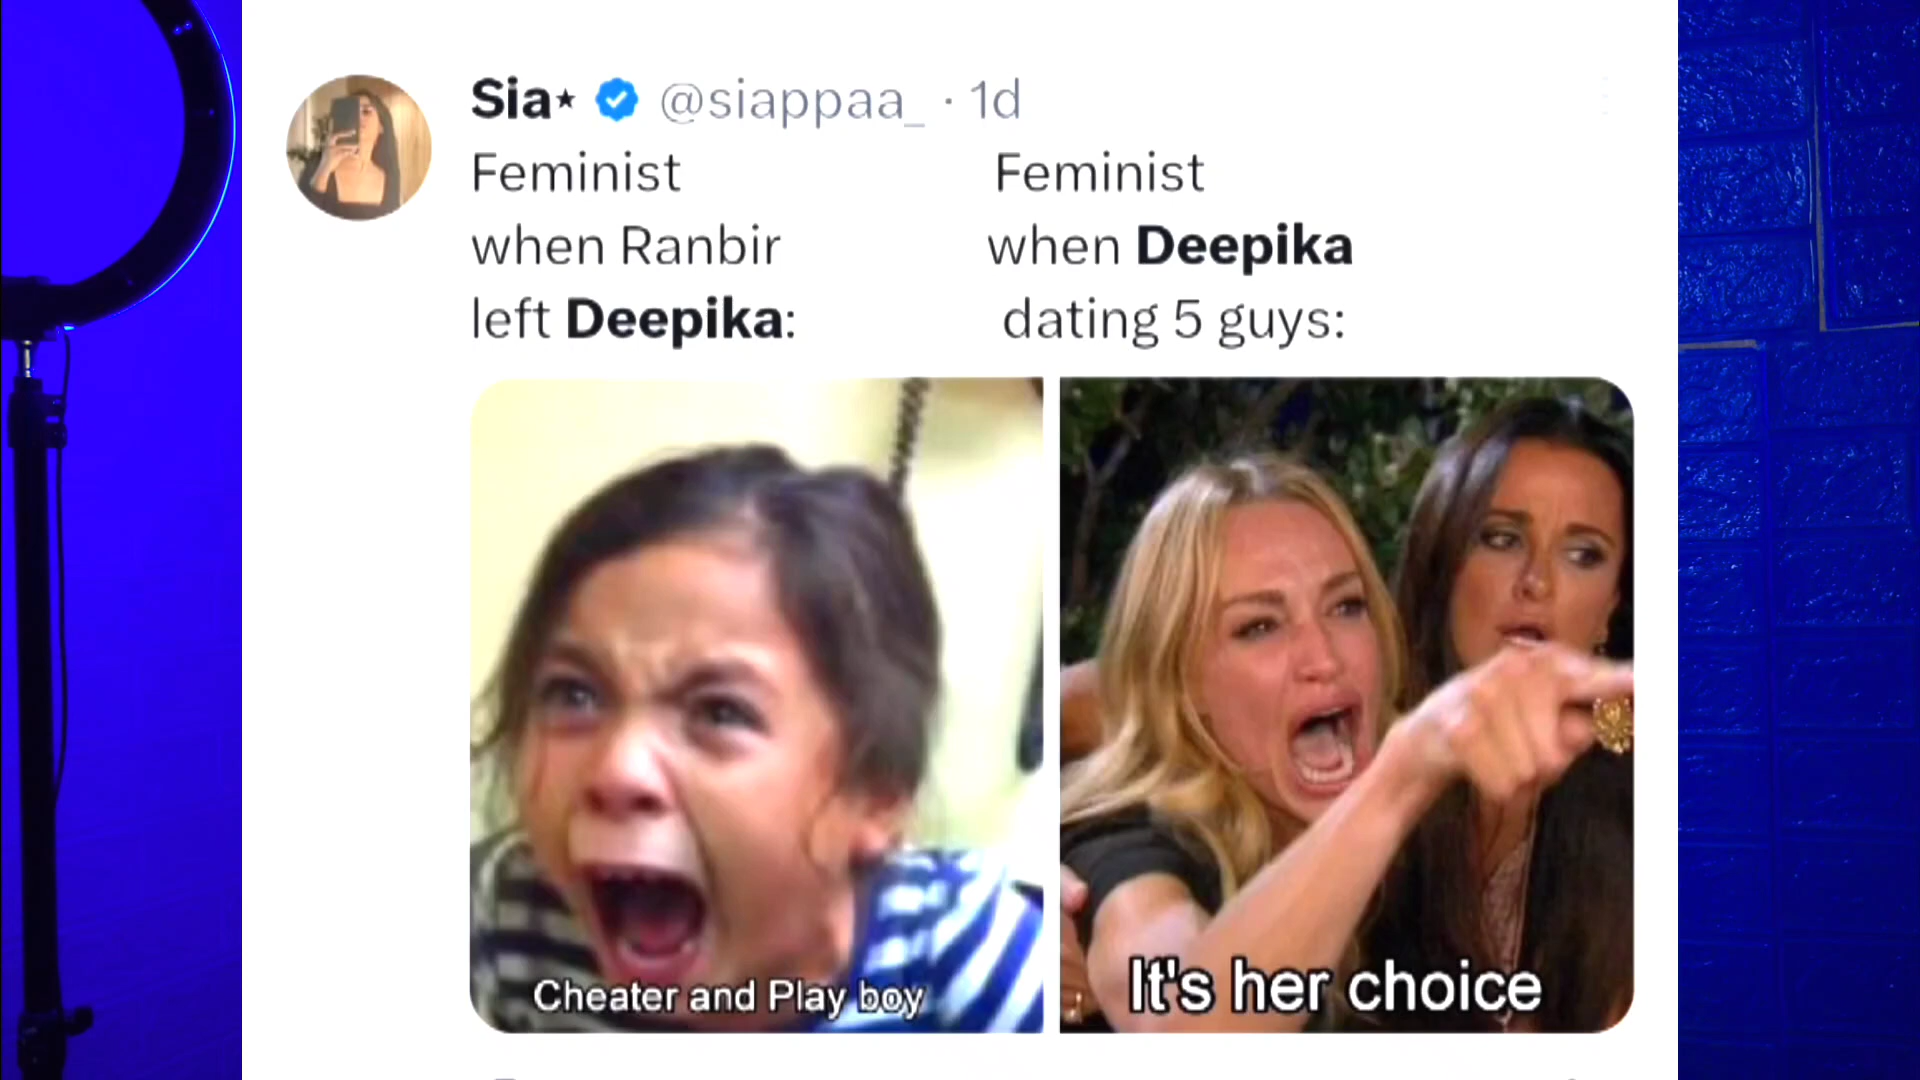 Sia★ @siappaa_ · 1d
Feminist Feminist
when Ranbir when Deepika
left Deepika: dating 5 guys:
Cheater and Play boy
It's her choice